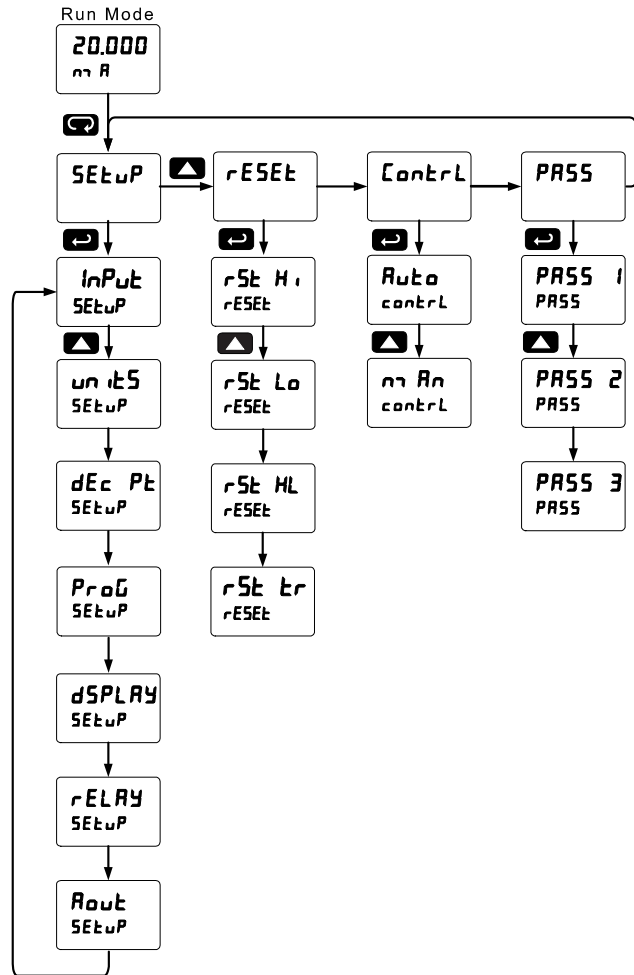 Run Mode
20.000
mA
SEtuP
rESEt
ContrL
PASS
InPut
SEtuP
rSt Hi
rESEt
Auto
contrL
PASS 1
PASS
unitS
SEtuP
rSt Lo
rESEt
mAn
contrL
PASS 2
PASS
dEc Pt
SEtuP
rSt HL
rESEt
PASS 3
PASS
ProG
SEtuP
rSt tr
rESEt
dSPLAY
SEtuP
rELAY
SEtuP
Aout
SEtuP